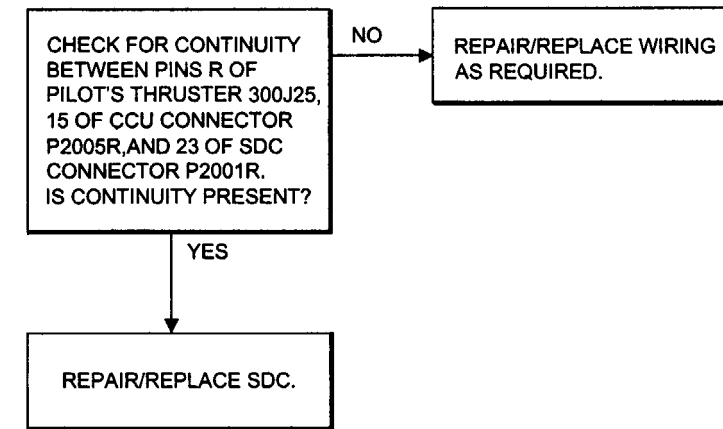 CHECK FOR CONTINUITY
BETWEEN PINS R OF
PILOT'S THRUSTER 300J25,
15 OF CCU CONNECTOR
P2005R,AND 23 OF SDC
CONNECTOR P2001R.
IS CONTINUITY PRESENT?
NO
REPAIR/REPLACE WIRING
AS REQUIRED.
YES
REPAIR/REPLACE SDC.